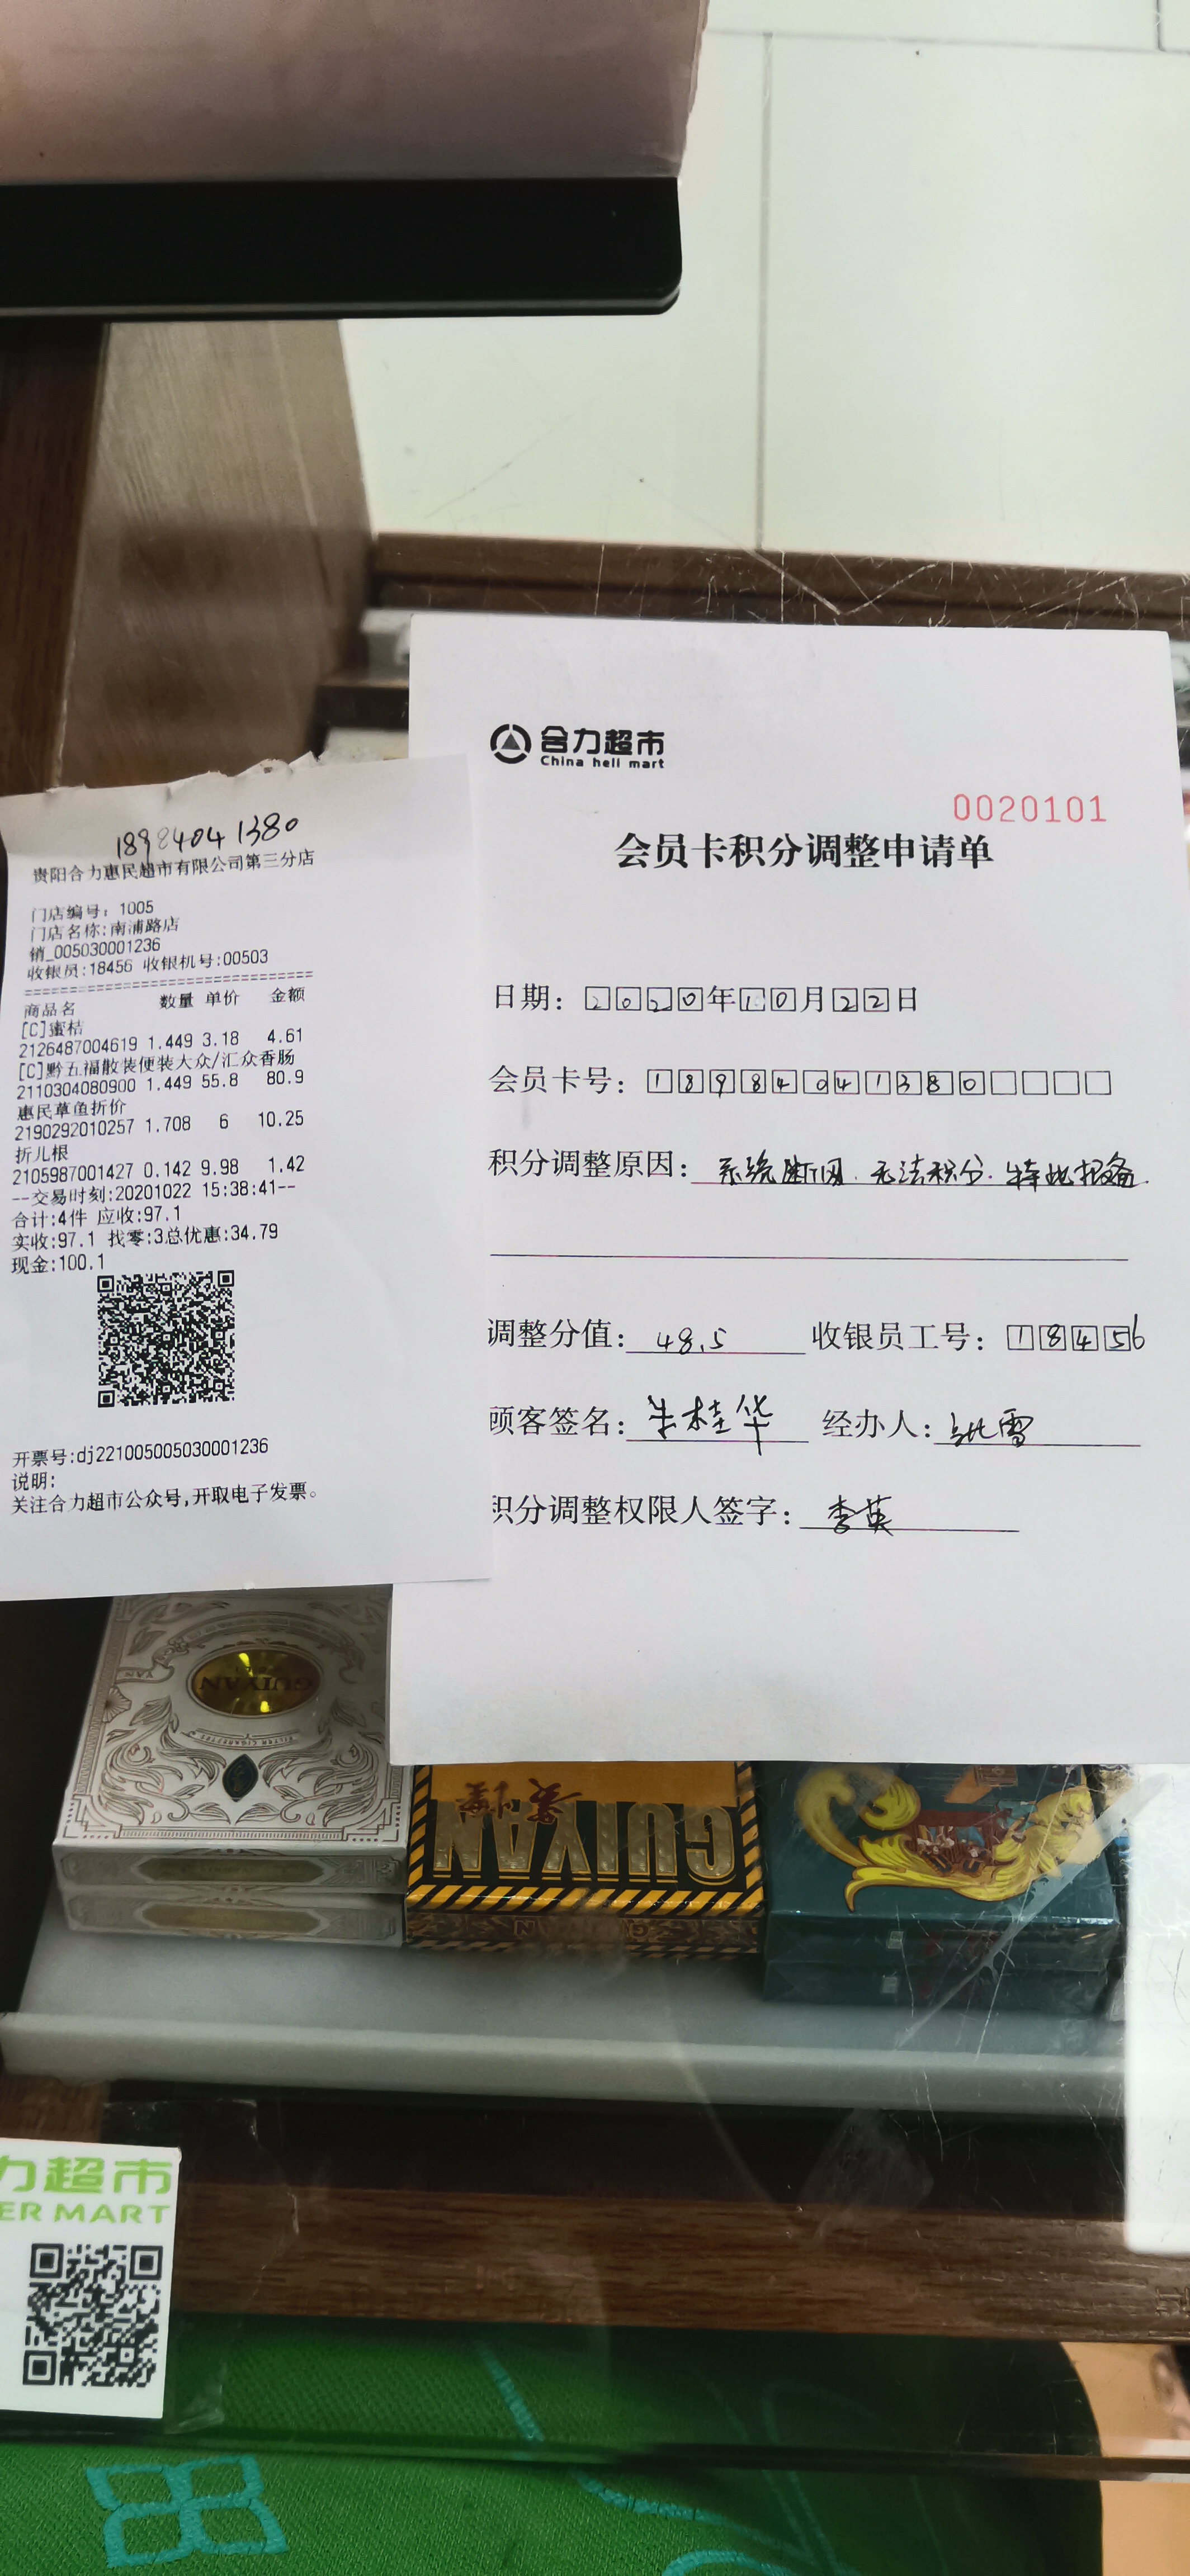 18984041380
贵阳合力惠民超市有限公司第三分店
门店编号: 1005
门店名称:南浦路店
销_005030001236
收银员:18456 收银机号:00503
================================
商品名 数量 单价 金额
[C]蜜桔
2126487004619 1.449 3.18 4.61
[C]黔五福散装便装大众/汇众香肠
2110304080900 1.449 55.8 80.9
惠民草鱼折价
2190292010257 1.708 6 10.25
折儿根
2105987001427 0.142 9.98 1.42
--交易时刻:20201022 15:38:41--
合计:4件 应收:97.1
实收:97.1 找零:3总优惠:34.79
现金:100.1
开票号:dj221005005030001236
说明:
关注合力超市公众号,开取电子发票。
合力超市
China heli mart
0020101
会员卡积分调整申请单
日期: 2020年10月22日
会员卡号: 18984041380
积分调整原因: 系统断网. 无法积分. 特此报备.
调整分值: 48.5 收银员工号: 18456
顾客签名: 朱桂华 经办人: 雪
积分调整权限人签字: 李英
GUIYAN
FILTER CIGARETTES
GUIYAN
力超市
ER MART